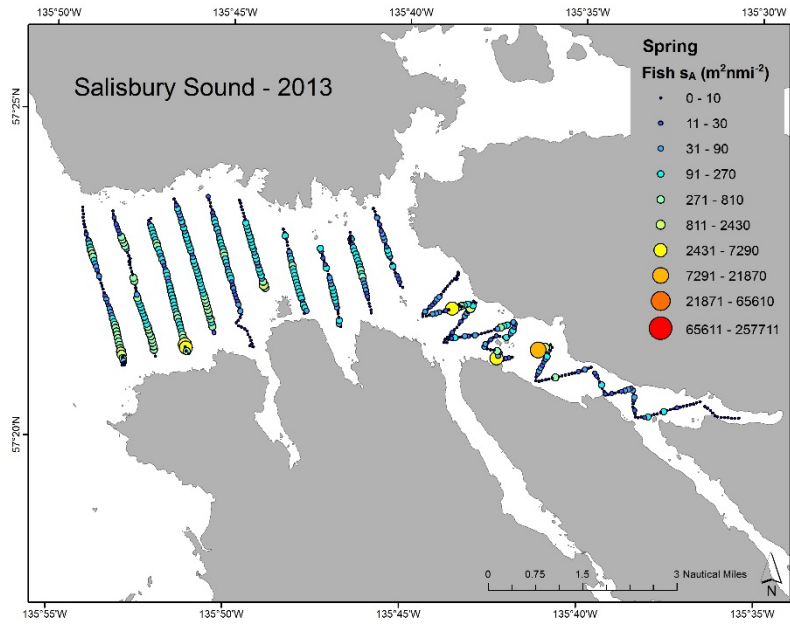 135°50'W 135°45'W 135°40'W 135°35'W 135°30'W
Spring
Fish sA (m²nmi⁻²)
0 - 10
11 - 30
31 - 90
91 - 270
271 - 810
811 - 2430
2431 - 7290
7291 - 21870
21871 - 65610
65611 - 257711
Salisbury Sound - 2013
57°25'N
57°20'N
0 0.75 1.5 3 Nautical Miles
N
135°55'W 135°50'W 135°45'W 135°40'W 135°35'W